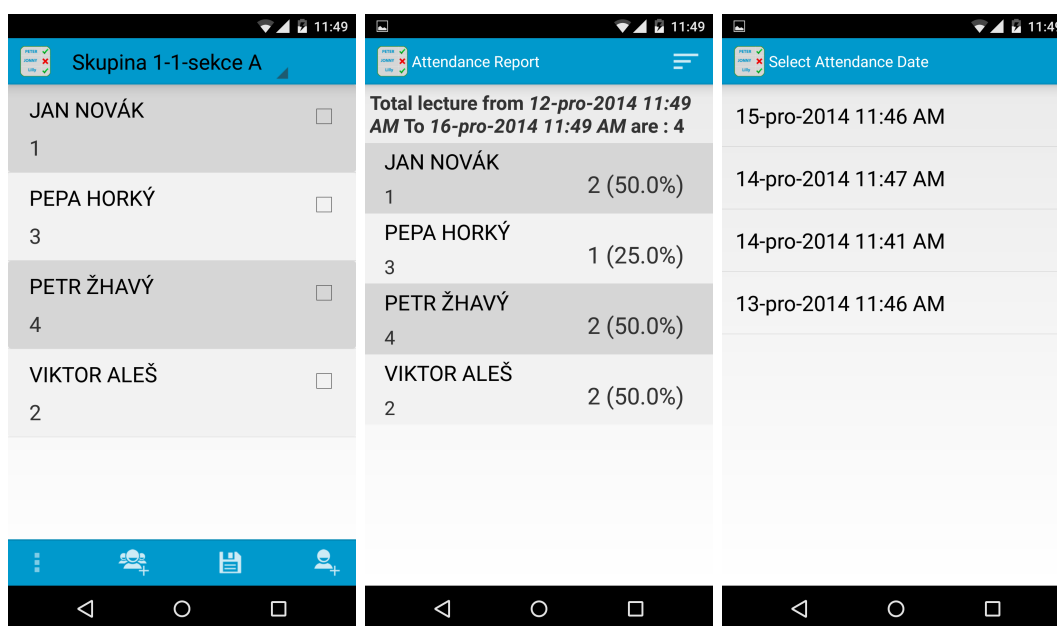 11:49
Skupina 1-1-sekce A
JAN NOVÁK
1
PEPA HORKÝ
3
PETR ŽHAVÝ
4
VIKTOR ALEŠ
2
11:49
Attendance Report
Total lecture from 12-pro-2014 11:49
AM To 16-pro-2014 11:49 AM are : 4
JAN NOVÁK
1
2 (50.0%)
PEPA HORKÝ
3
1 (25.0%)
PETR ŽHAVÝ
4
2 (50.0%)
VIKTOR ALEŠ
2
2 (50.0%)
11:49
Select Attendance Date
15-pro-2014 11:46 AM
14-pro-2014 11:47 AM
14-pro-2014 11:41 AM
13-pro-2014 11:46 AM